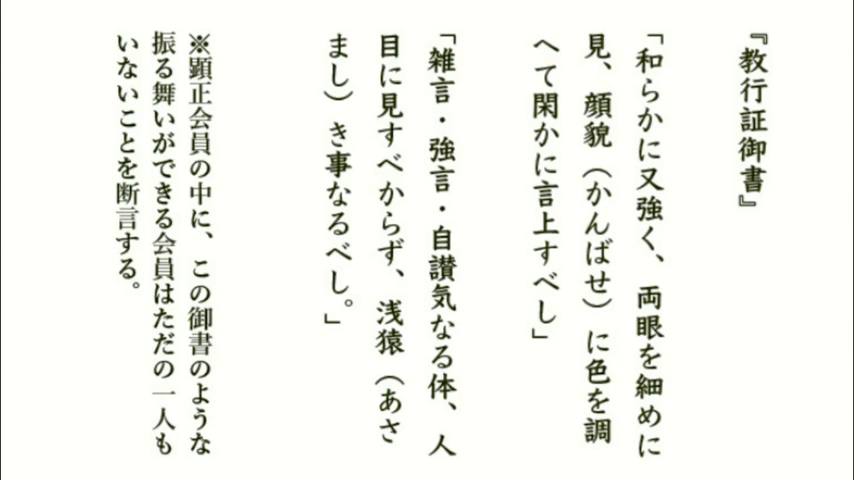 『教行証御書』
「和らかに又強く、両眼を細めに
見、顔貌（かんばせ）に色を調
へて閑かに言上すべし」
「雑言・強言・自讃気なる体、人
目に見すべからず、浅猿（あさ
まし）き事なるべし。」
※顕正会員の中に、この御書のような
振る舞いができる会員はただの一人も
いないことを断言する。